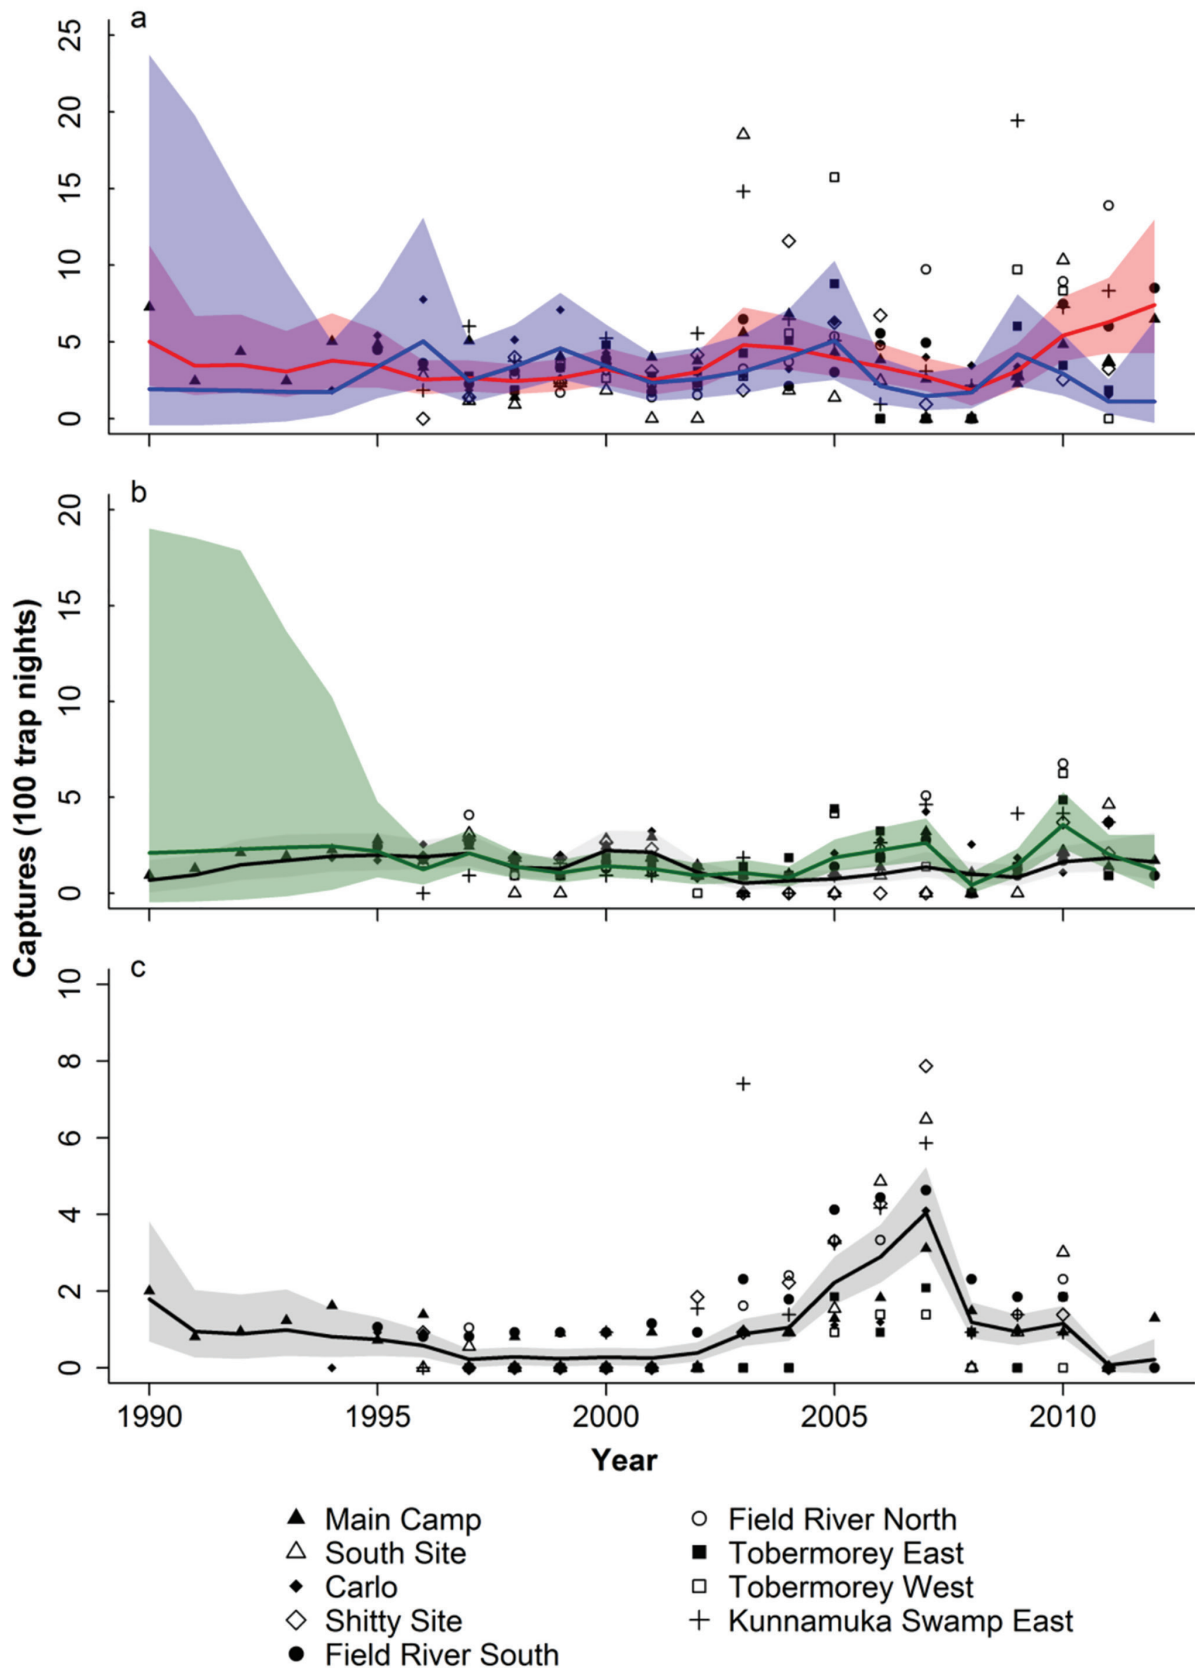 a
25
20
15
10
5
0
b
20
15
10
5
0
Captures (100 trap nights)
c
10
8
6
4
2
0
1990 1995 2000 2005 2010
Year
Main Camp
South Site
Carlo
Shitty Site
Field River South
Field River North
Tobermorey East
Tobermorey West
Kunnamuka Swamp East